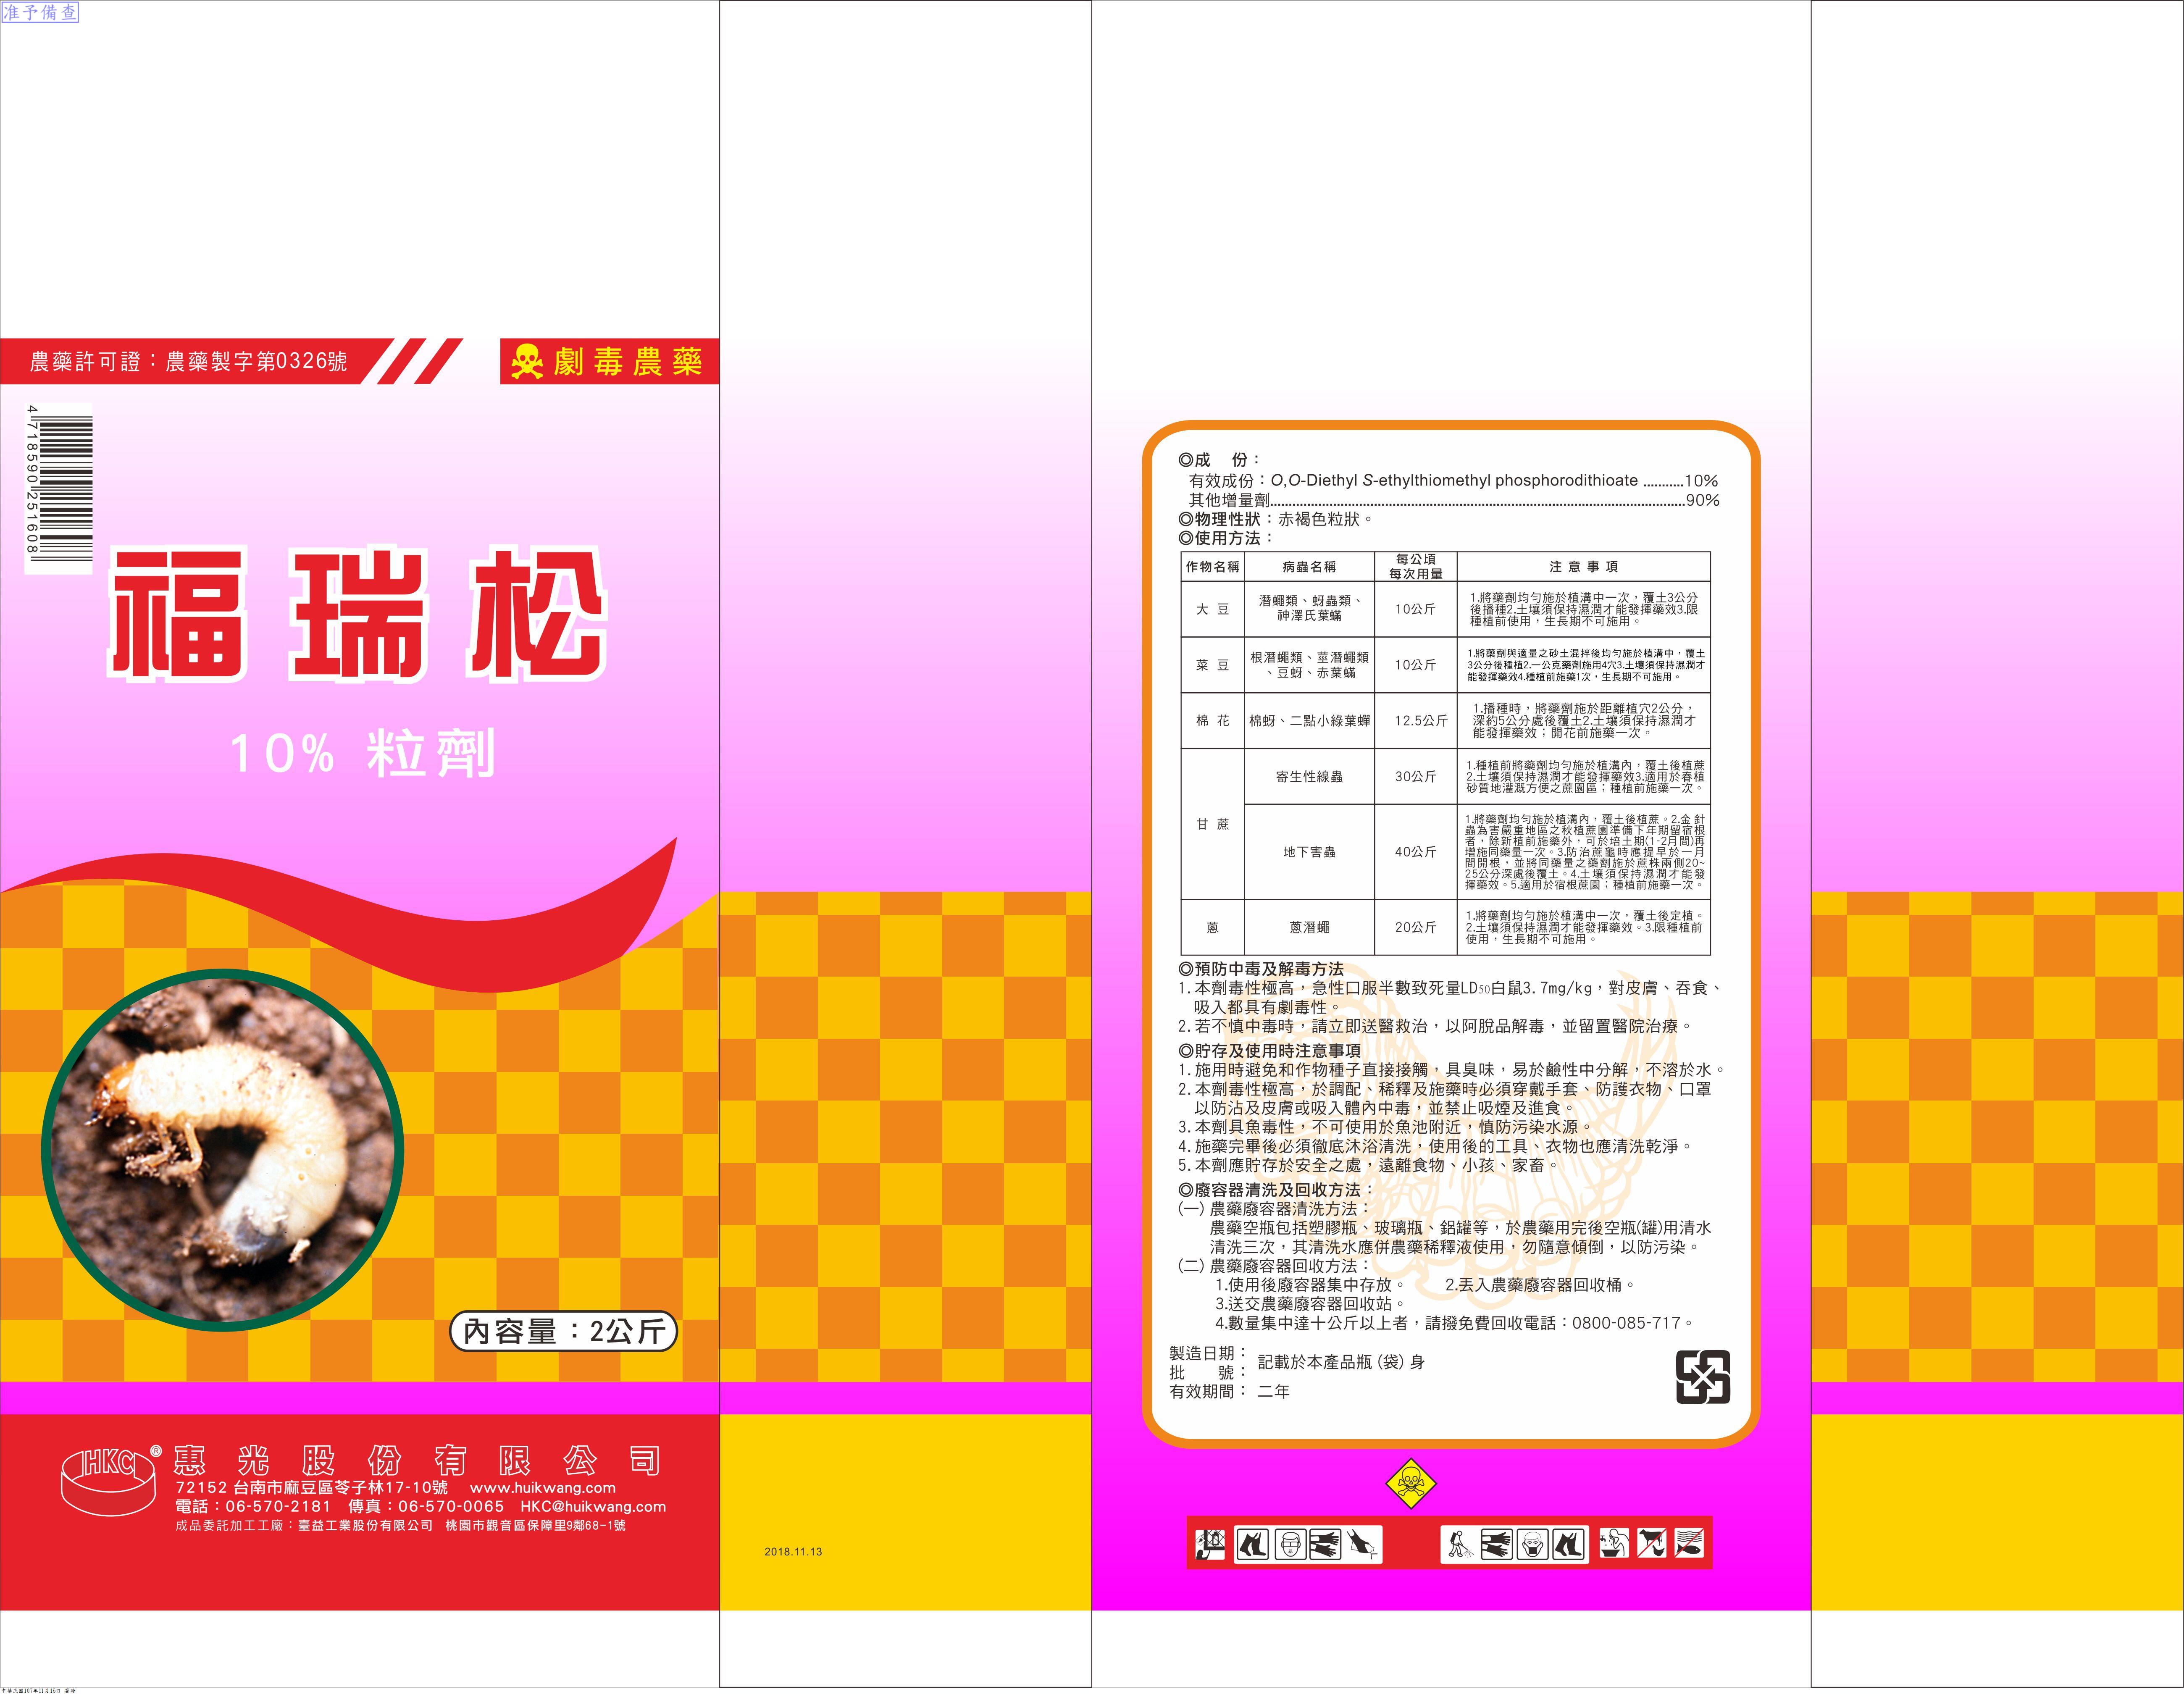 准予備查
農藥許可證：農藥製字第0326號
劇毒農藥
4 718590 251608
福瑞松
10% 粒劑
內容量：2公斤
HKC®
惠光股份有限公司
72152 台南市麻豆區苓子林17-10號 www.huikwang.com
電話：06-570-2181 傳真：06-570-0065 HKC@huikwang.com
成品委託加工工廠：臺益工業股份有限公司 桃園市觀音區保障里9鄰68-1號
2018.11.13
◎成 份：
有效成份：O,O-Diethyl S-ethylthiomethyl phosphorodithioate ...........10%
其他增量劑..........................................................90%
◎物理性狀：赤褐色粒狀。
◎使用方法：
作物名稱 病蟲名稱 每公頃每次用量 注意事項
大豆 潛蠅類、蚜蟲類、神澤氏葉蟎 10公斤
1.將藥劑均勻施於植溝中一次，覆土3公分
後播種2.土壤須保持濕潤才能發揮藥效3.限
種植前使用，生長期不可施用。
菜豆 根潛蠅類、莖潛蠅類、豆蚜、赤葉蟎 10公斤
1.將藥劑與適量之砂土混拌後均勻施於植溝中，覆土
3公分後種植2.一公克藥劑施用4穴3.土壤須保持濕潤才
能發揮藥效4.種植前施藥1次，生長期不可施用。
棉花 棉蚜、二點小綠葉蟬 12.5公斤
1.播種時，將藥劑施於距離植穴2公分，
深約5公分處後覆土2.土壤須保持濕潤才
能發揮藥效；開花前施藥一次。
甘蔗 寄生性線蟲 30公斤
1.種植前將藥劑均勻施於植溝內，覆土後植蔗
2.土壤須保持濕潤才能發揮藥效3.適用於春植
砂質地灌溉方便之蔗園區；種植前施藥一次。
地下害蟲 40公斤
1.將藥劑均勻施於植溝內，覆土後植蔗。2.金針
蟲為害嚴重地區之秋植蔗園準備下年期留宿根
者，除新植前施藥外，可於培土期(1-2月間)再
增施同藥量一次。3.防治蔗龜時應提早於一月
間開根，並將同藥量之藥劑施於蔗株兩側20~
25公分深處後覆土。4.土壤須保持濕潤才能發
揮藥效。5.適用於宿根蔗園；種植前施藥一次。
蔥 蔥潛蠅 20公斤
1.將藥劑均勻施於植溝中一次，覆土後定植。
2.土壤須保持濕潤才能發揮藥效。3.限種植前
使用，生長期不可施用。
◎預防中毒及解毒方法
1.本劑毒性極高，急性口服半數致死量LD50白鼠3.7mg/kg，對皮膚、吞食、
吸入都具有劇毒性。
2.若不慎中毒時，請立即送醫救治，以阿脫品解毒，並留置醫院治療。
◎貯存及使用時注意事項
1.施用時避免和作物種子直接接觸，具臭味，易於鹼性中分解，不溶於水。
2.本劑毒性極高，於調配、稀釋及施藥時必須穿戴手套、防護衣物、口罩
以防沾及皮膚或吸入體內中毒，並禁止吸煙及進食。
3.本劑具魚毒性，不可使用於魚池附近，慎防污染水源。
4.施藥完畢後必須徹底沐浴清洗，使用後的工具、衣物也應清洗乾淨。
5.本劑應貯存於安全之處，遠離食物、小孩、家畜。
◎廢容器清洗及回收方法：
(一)農藥廢容器清洗方法：
農藥空瓶包括塑膠瓶、玻璃瓶、鋁罐等，於農藥用完後空瓶(罐)用清水
清洗三次，其清洗水應併農藥稀釋液使用，勿隨意傾倒，以防污染。
(二)農藥廢容器回收方法：
1.使用後廢容器集中存放。 2.丟入農藥廢容器回收桶。
3.送交農藥廢容器回收站。
4.數量集中達十公斤以上者，請撥免費回收電話：0800-085-717。
製造日期：
批 號：
記載於本產品瓶(袋)身
有效期間：二年